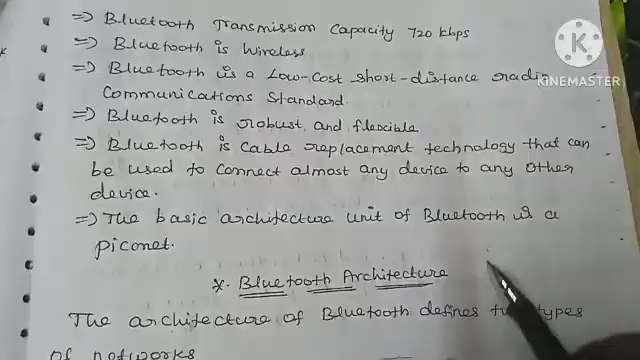 ⇒ Bluetooth Transmission Capacity 720 kbps
⇒ Bluetooth is Wireless
⇒ Bluetooth is a Low-cost short-distance radio
Communications Standard.
⇒ Bluetooth is robust and flexible
⇒ Bluetooth is cable replacement technology that can
be used to connect almost any device to any other
device.
⇒ The basic architecture unit of Bluetooth is a
piconet.
*. Bluetooth Architecture
The architecture of Bluetooth defines two types
of networks
KINEMASTER